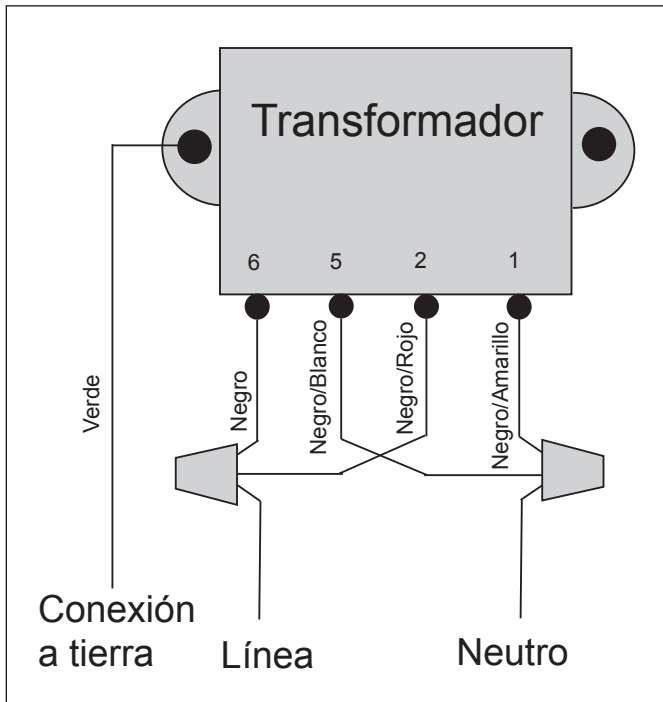 Transformador
6 5 2 1
Verde
Negro
Negro/Blanco
Negro/Rojo
Negro/Amarillo
Conexión
a tierra
Línea
Neutro